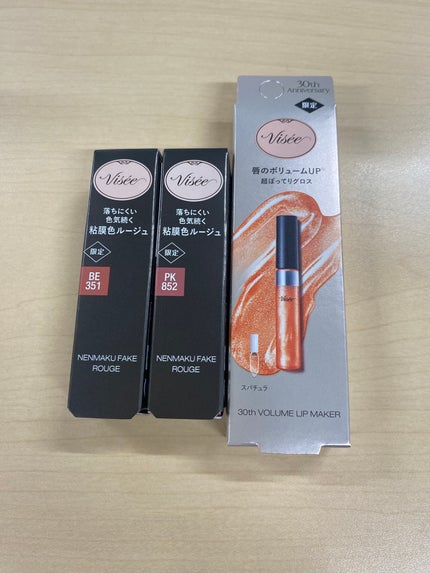 Visée
落ちにくい
色気続く
粘膜色ルージュ
限定
BE
351
NENMAKU FAKE
ROUGE
Visée
落ちにくい
色気続く
粘膜色ルージュ
限定
PK
852
NENMAKU FAKE
ROUGE
30th
Anniversary
限定
Visée
唇のボリュームUP
超ぽってりグロス
Visée
スパチュラ
30th VOLUME LIP MAKER